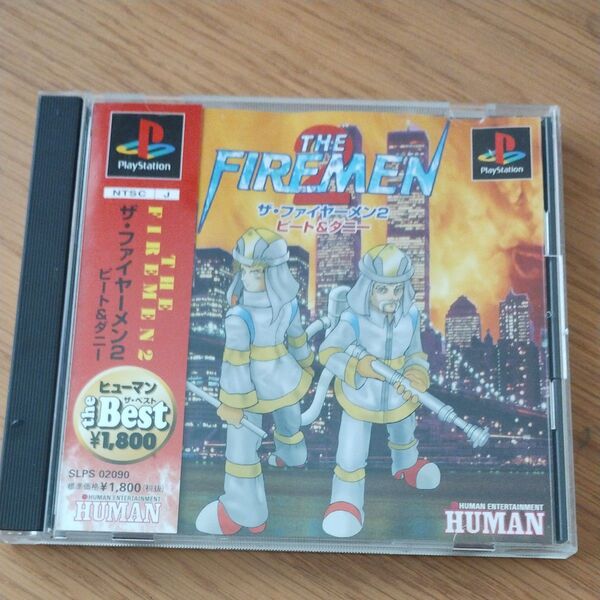 PlayStation
NTSC J
THE FIREMEN 2
ザ・ファイヤーメン2
ピート&ダニー
ヒューマン
ザ・ベスト
the Best
¥1,800
SLPS 02090
標準価格¥1,800(税抜)
HUMAN ENTERTAINMENT
HUMAN
THE
FIREMEN
2
ザ・ファイヤーメン2
ピート&ダニー
PlayStation
HUMAN ENTERTAINMENT
HUMAN